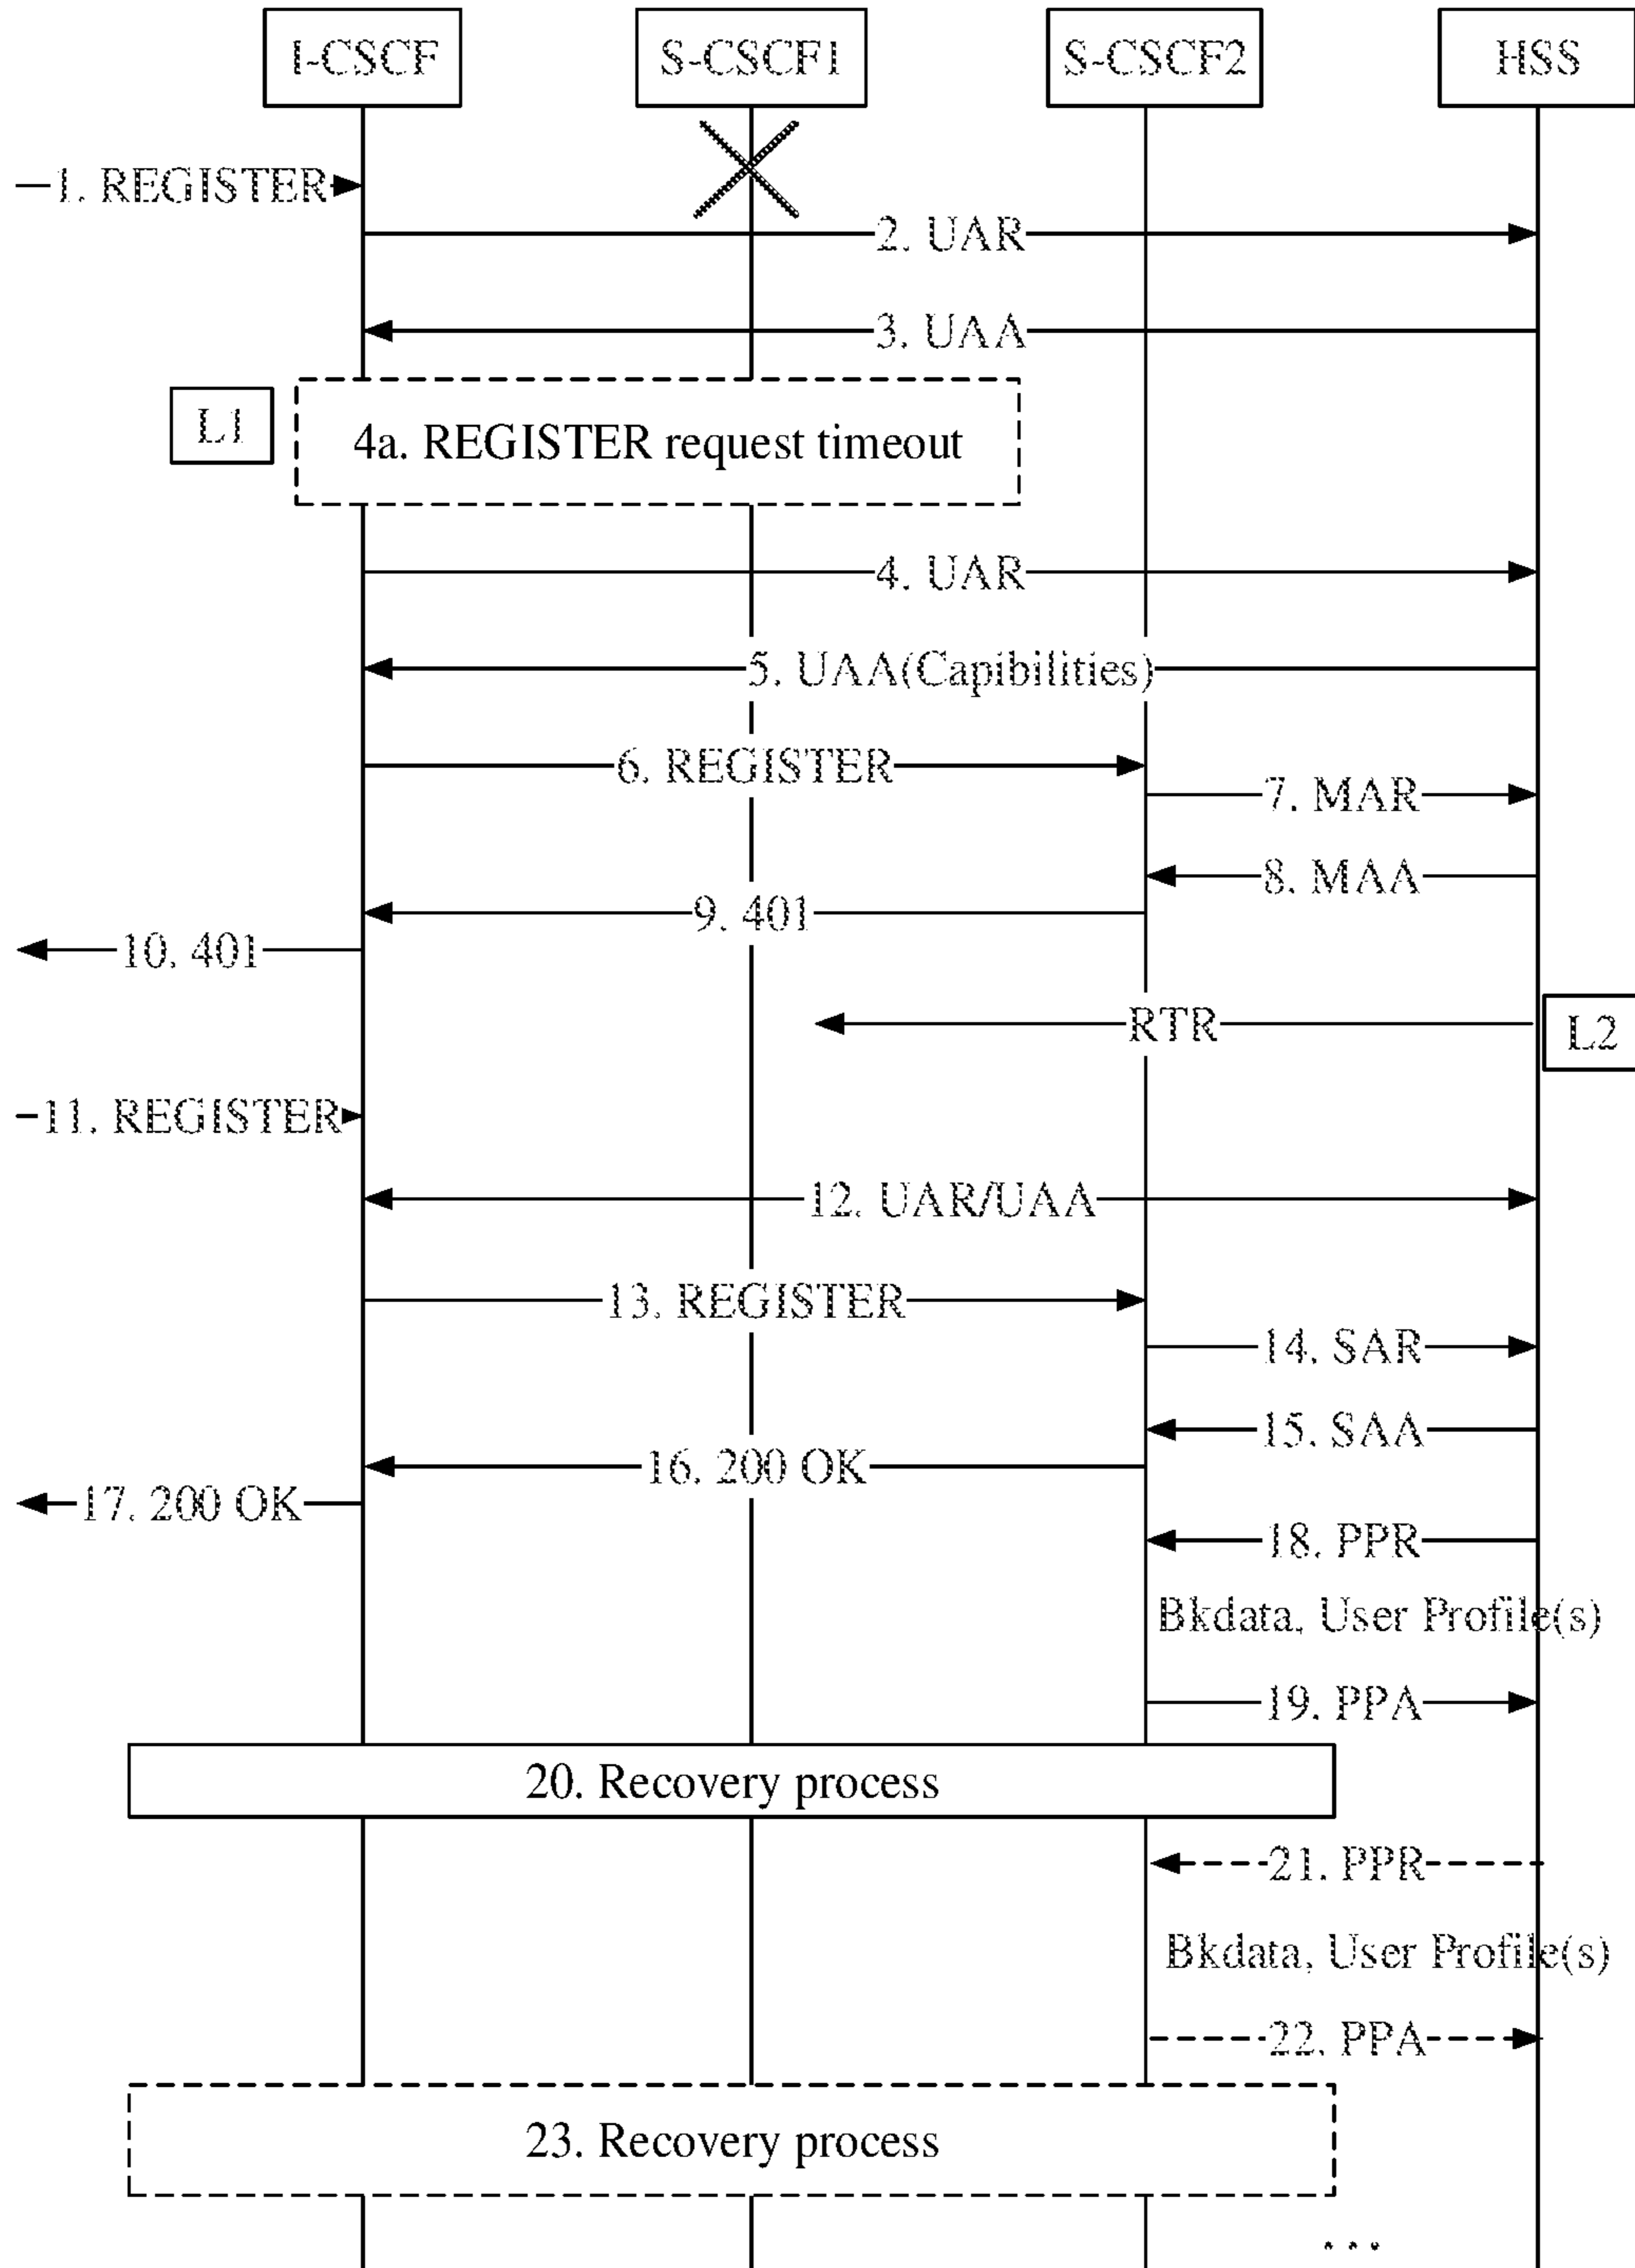 I-CSCF
S-CSCF1
S-CSCF2
HSS
1. REGISTER
2. UAR
3. UAA
L1
4a. REGISTER request timeout
4. UAR
5. UAA(Capibilities)
6. REGISTER
7. MAR
8. MAA
9. 401
10. 401
RTR
L2
11. REGISTER
12. UAR/UAA
13. REGISTER
14. SAR
15. SAA
16. 200 OK
17. 200 OK
18. PPR
Bkdata, User Profile(s)
19. PPA
20. Recovery process
21. PPR
Bkdata, User Profile(s)
22. PPA
23. Recovery process
...